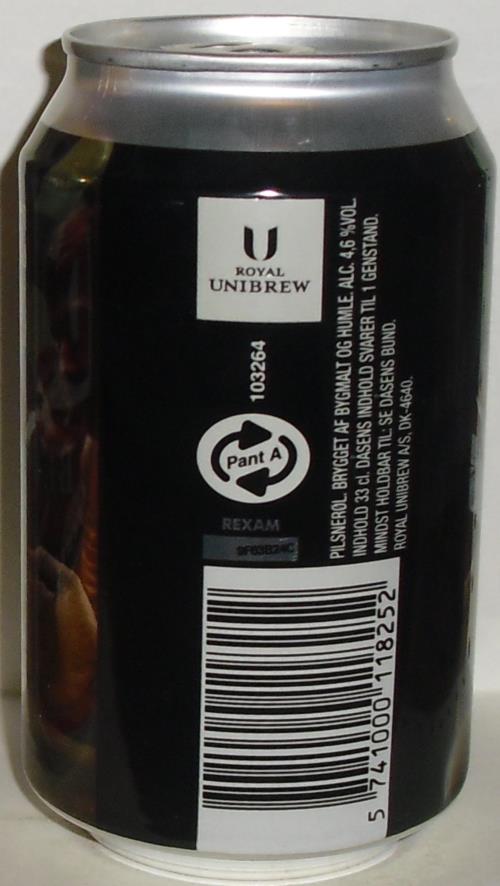 U
ROYAL
UNIBREW
103264
Pant A
REXAM
PILSNERØL. BRYGGET AF BYGMALT OG HUMLE. ALC. 4,6 %VOL.
INDHOLD 33 cl. DÅSENS INDHOLD SVARER TIL 1 GENSTAND.
MINDST HOLDBAR TIL: SE DÅSENS BUND.
ROYAL UNIBREW A/S, DK-4640.
5 741000 118252